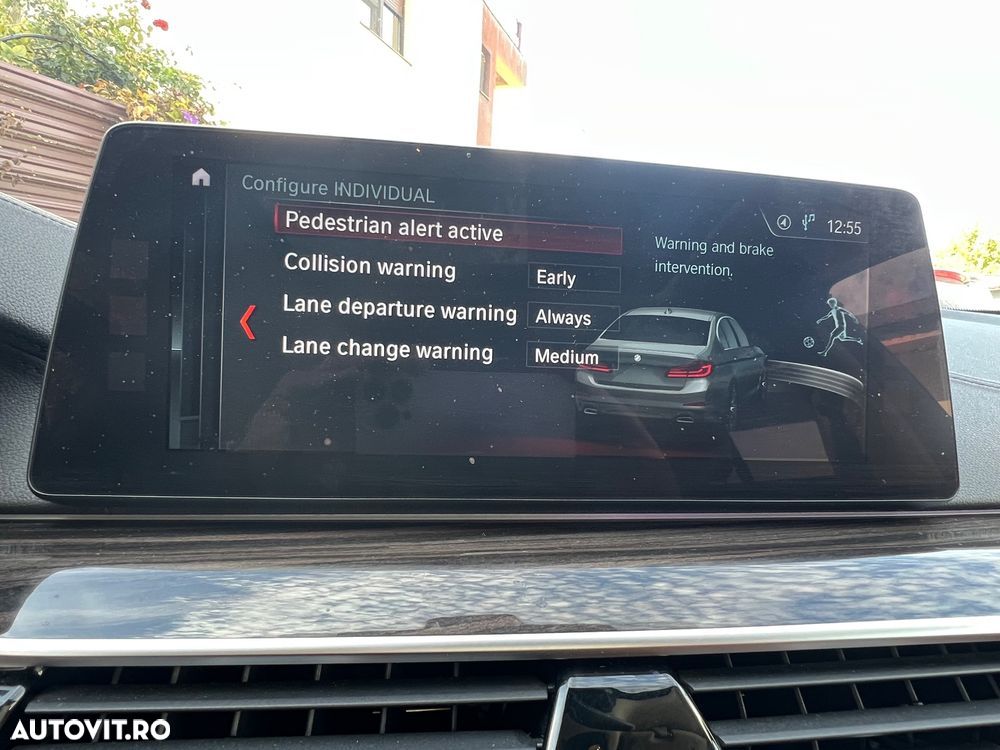 Configure INDIVIDUAL
12:55
Pedestrian alert active
Collision warning Early
Lane departure warning Always
Lane change warning Medium
Warning and brake
intervention.
AUTOVIT.RO